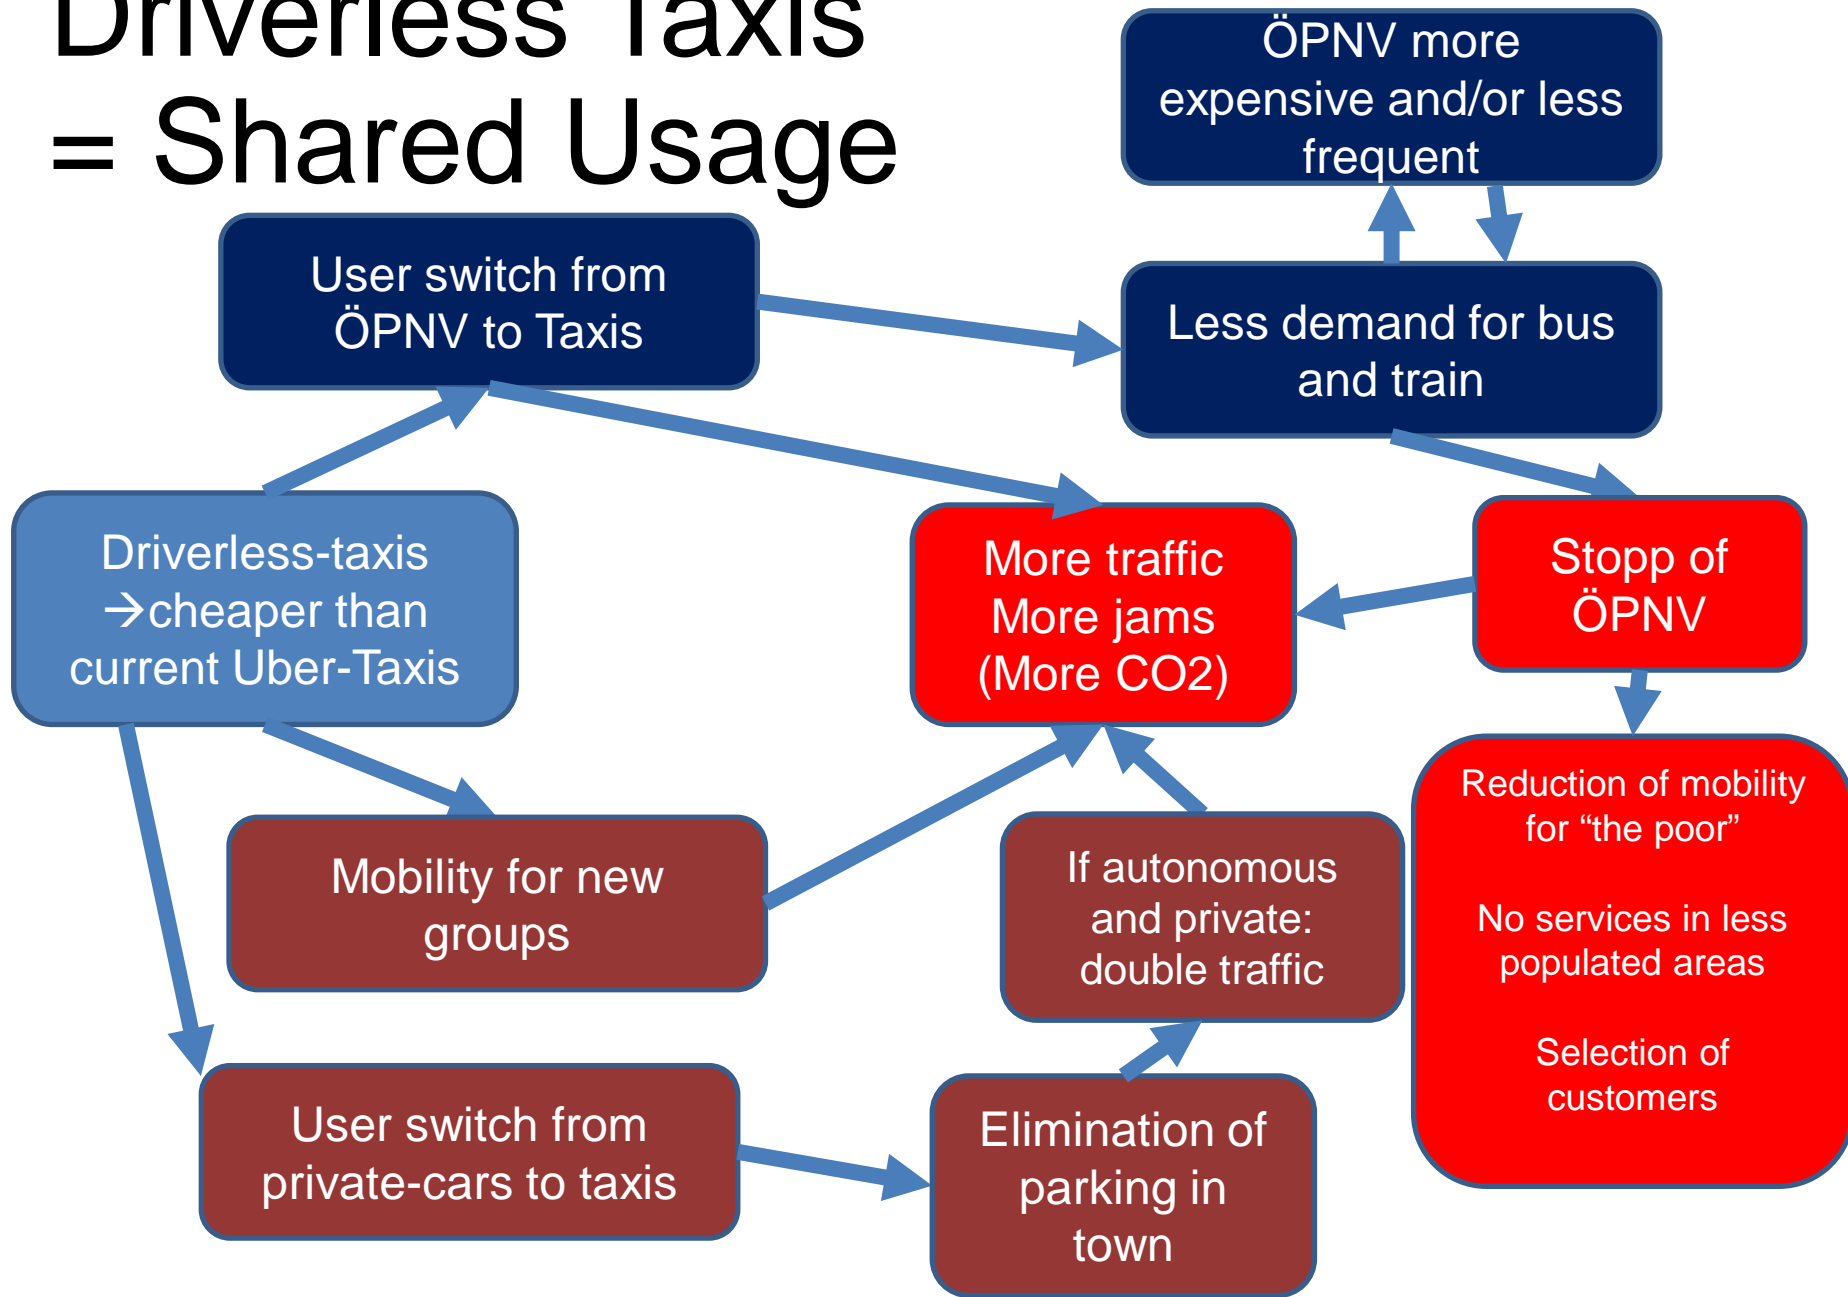 Driverless Taxis
= Shared Usage
ÖPNV more
expensive and/or less
frequent
User switch from
ÖPNV to Taxis
Less demand for bus
and train
Driverless-taxis
→cheaper than
current Uber-Taxis
More traffic
More jams
(More CO2)
Stopp of
ÖPNV
Mobility for new
groups
If autonomous
and private:
double traffic
Reduction of mobility
for “the poor”
No services in less
populated areas
Selection of
customers
User switch from
private-cars to taxis
Elimination of
parking in
town